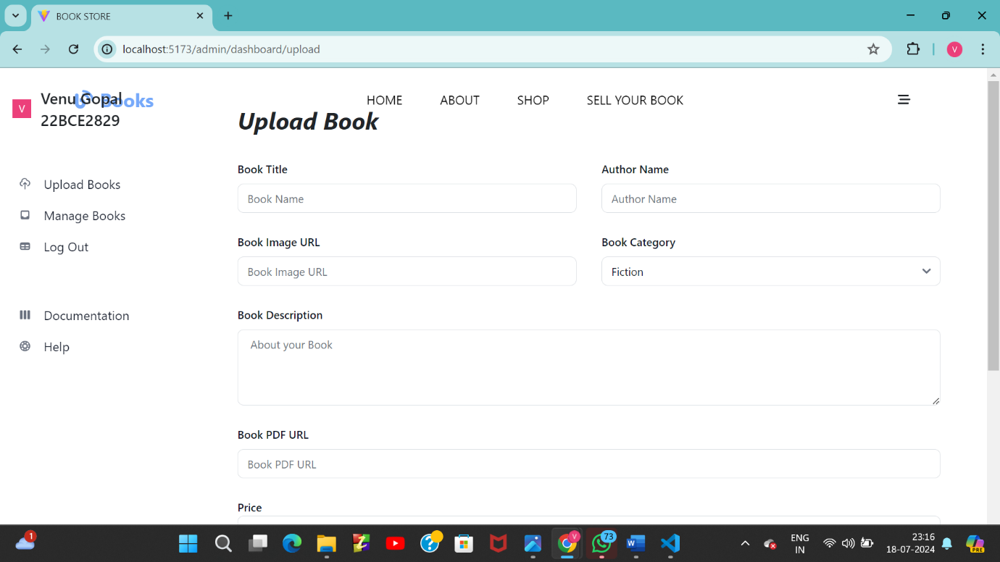 BOOK STORE
localhost:5173/admin/dashboard/upload
V
V
Venu Gopal
22BCE2829
Books
HOME
ABOUT
SHOP
SELL YOUR BOOK
Upload Book
Upload Books
Manage Books
Log Out
Documentation
Help
Book Title
Book Name
Author Name
Author Name
Book Image URL
Book Image URL
Book Category
Fiction
Book Description
About your Book
Book PDF URL
Book PDF URL
Price
1
V
73
ENG
IN
23:16
18-07-2024
PRE